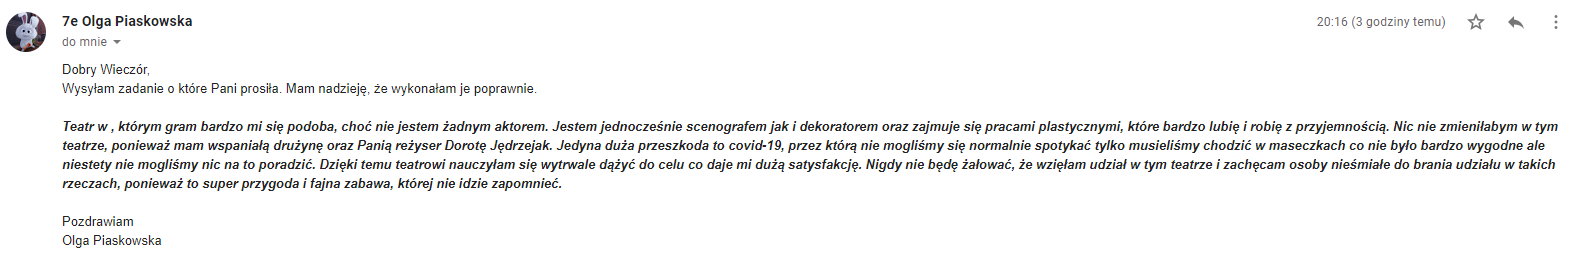 7e Olga Piaskowska
20:16 (3 godziny temu)
do mnie
Dobry Wieczór,
Wysyłam zadanie o które Pani prosiła. Mam nadzieję, że wykonałam je poprawnie.
Teatr w , którym gram bardzo mi się podoba, choć nie jestem żadnym aktorem. Jestem jednocześnie scenografem jak i dekoratorem oraz zajmuje się pracami plastycznymi, które bardzo lubię i robię z przyjemnością. Nic nie zmieniłabym w tym
teatrze, ponieważ mam wspaniałą drużynę oraz Panią reżyser Dorotę Jędrzejak. Jedyna duża przeszkoda to covid-19, przez którą nie mogliśmy się normalnie spotykać tylko musieliśmy chodzić w maseczkach co nie było bardzo wygodne ale
niestety nie mogliśmy nic na to poradzić. Dzięki temu teatrowi nauczyłam się wytrwale dążyć do celu co daje mi dużą satysfakcję. Nigdy nie będę żałować, że wzięłam udział w tym teatrze i zachęcam osoby nieśmiałe do brania udziału w takich
rzeczach, ponieważ to super przygoda i fajna zabawa, której nie idzie zapomnieć.
Pozdrawiam
Olga Piaskowska